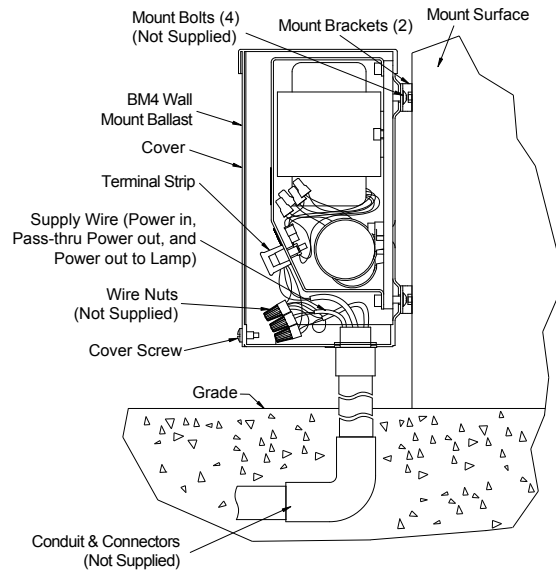 Mount Bolts (4)
(Not Supplied)
Mount Brackets (2)
Mount Surface
BM4 Wall
Mount Ballast
Cover
Terminal Strip
Supply Wire (Power in,
Pass-thru Power out, and
Power out to Lamp)
Wire Nuts
(Not Supplied)
Cover Screw
Grade
Conduit & Connectors
(Not Supplied)